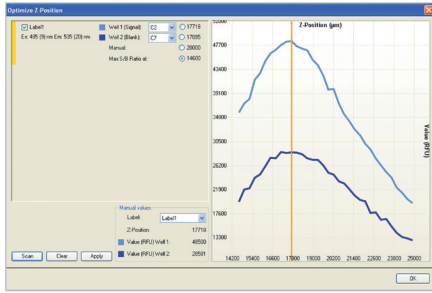 Optimize Z-Position
Label1
Ex: 485 (9) nm Em: 535 (20) nm
Well 1 (Signal): C2 17718
Well 2 (Blank): C7 17095
Manual: 20000
Max S/B Ratio at: 14600
Manual values
Label: Label1
Z-Position: 17718
Value (RFU) Well 1: 48500
Value (RFU) Well 2: 28581
Scan Clear Apply
Z-Position (µm)
52000
47700
43400
39100
34800
30500
26200
21900
17600
13300
14200 15400 16600 17800 19000 20200 21400 22600 23800 25000
Value (RFU)
OK